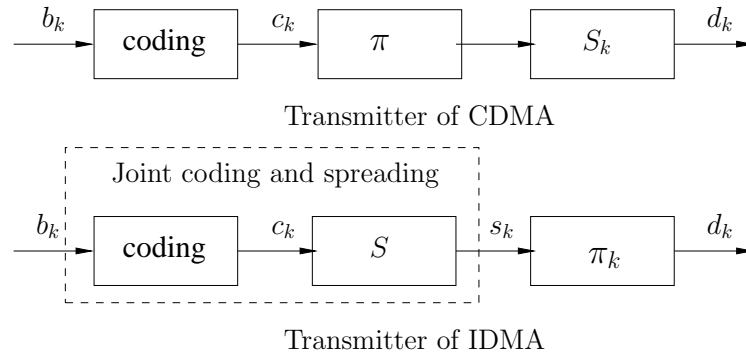 b_k coding c_k π S_k d_k
Transmitter of CDMA
Joint coding and spreading
b_k coding c_k S s_k π_k d_k
Transmitter of IDMA